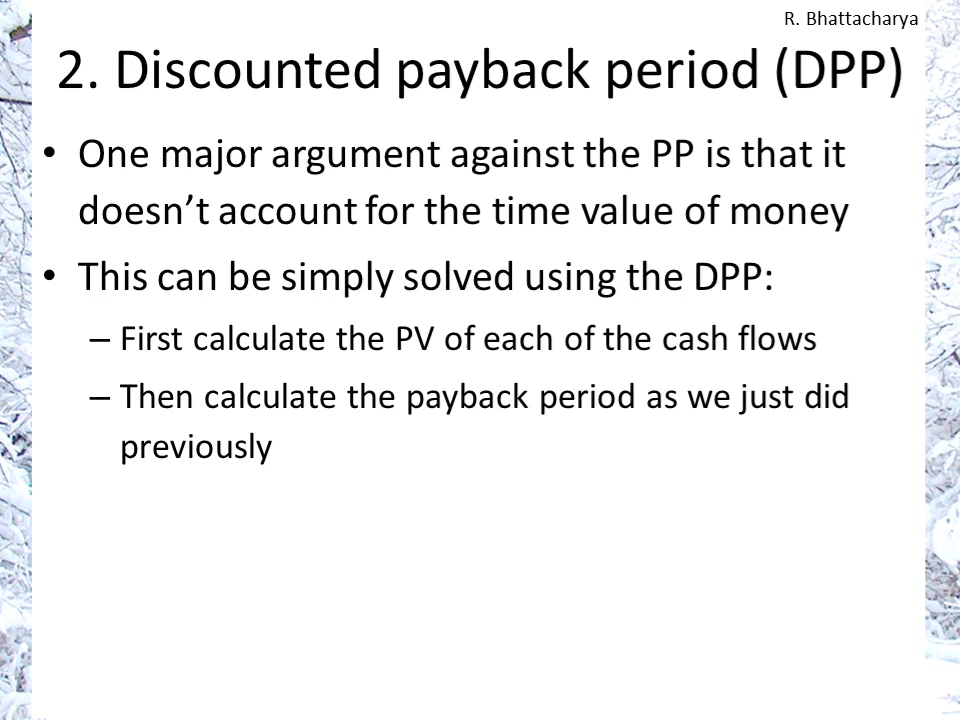 R. Bhattacharya
2. Discounted payback period (DPP)
• One major argument against the PP is that it
doesn’t account for the time value of money
• This can be simply solved using the DPP:
– First calculate the PV of each of the cash flows
– Then calculate the payback period as we just did
previously